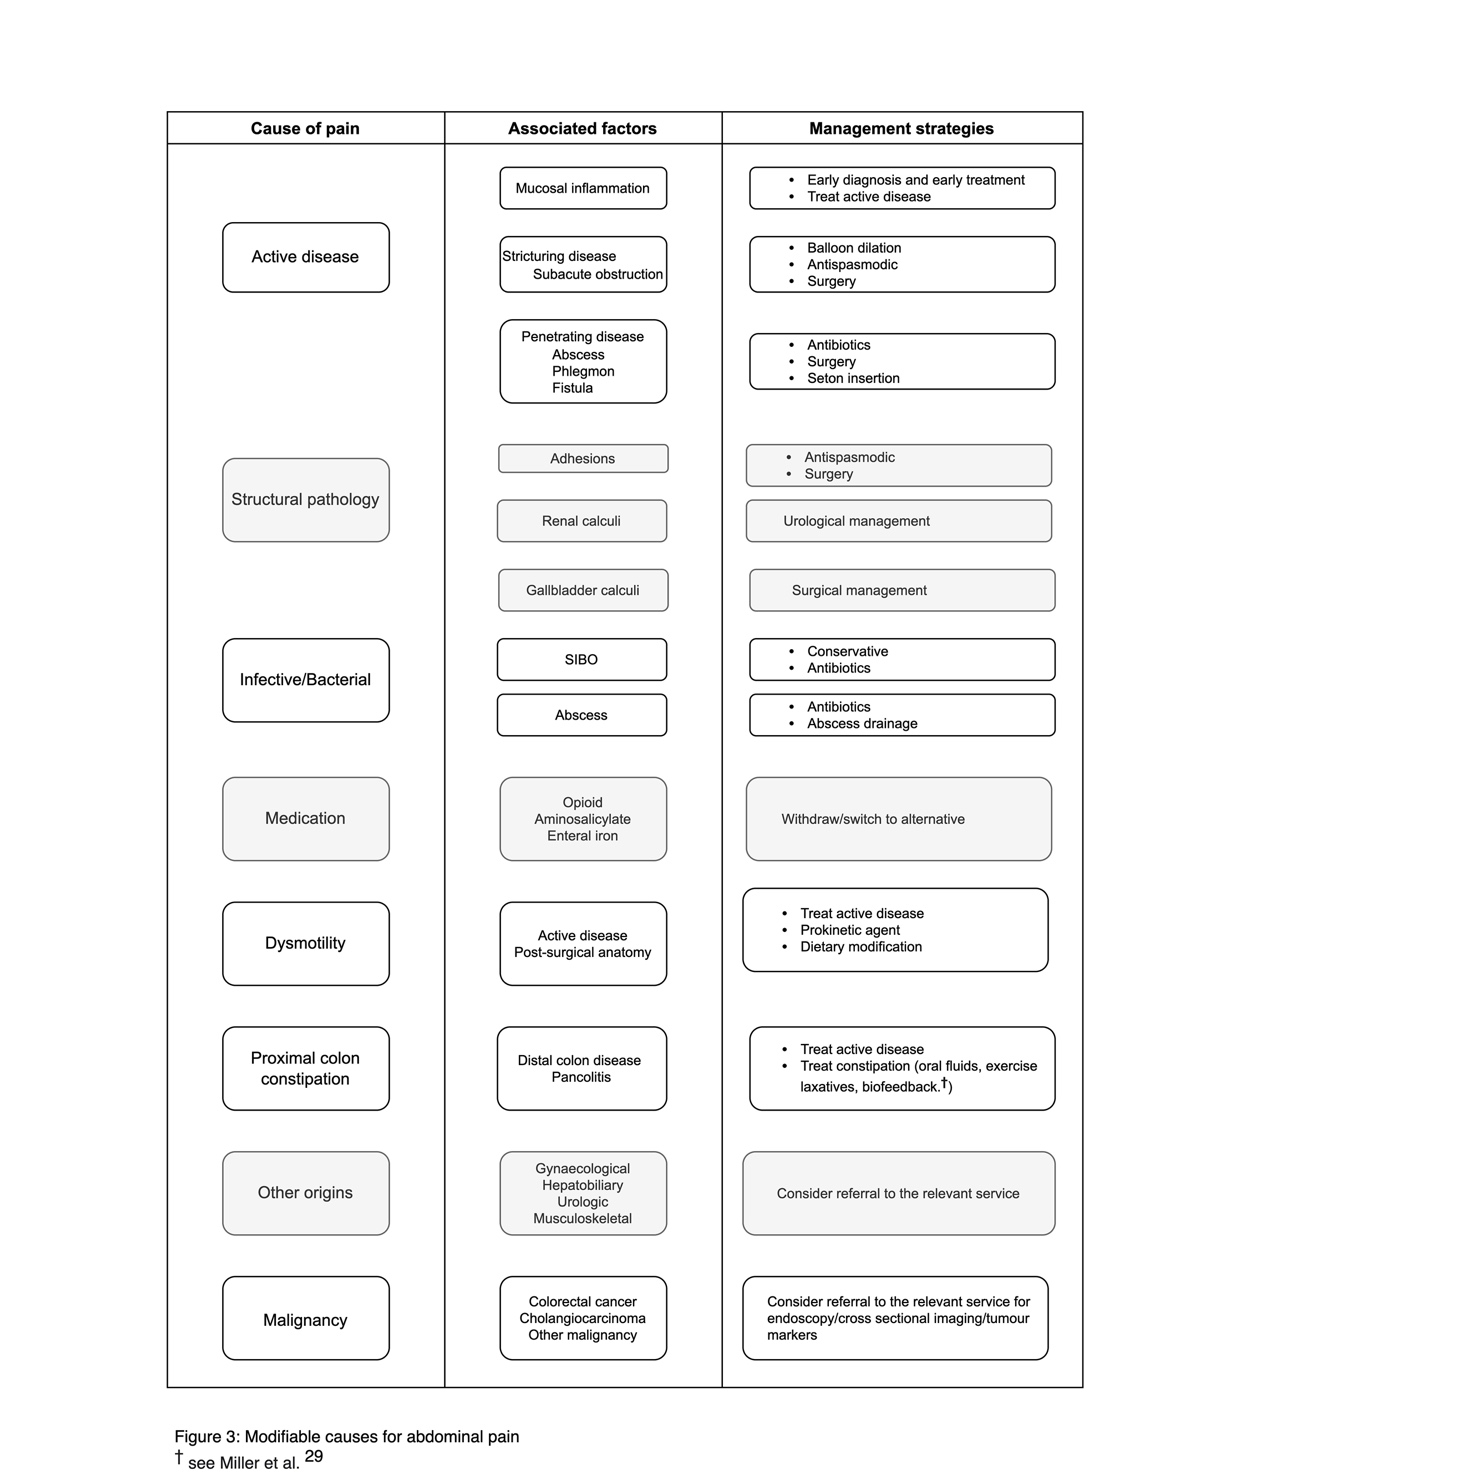 Cause of pain
Associated factors
Management strategies
Active disease
Mucosal inflammation
• Early diagnosis and early treatment
• Treat active disease
Stricturing disease
Subacute obstruction
• Balloon dilation
• Antispasmodic
• Surgery
Penetrating disease
Abscess
Phlegmon
Fistula
• Antibiotics
• Surgery
• Seton insertion
Structural pathology
Adhesions
• Antispasmodic
• Surgery
Renal calculi
Urological management
Gallbladder calculi
Surgical management
Infective/Bacterial
SIBO
• Conservative
• Antibiotics
Abscess
• Antibiotics
• Abscess drainage
Medication
Opioid
Aminosalicylate
Enteral iron
Withdraw/switch to alternative
Dysmotility
Active disease
Post-surgical anatomy
• Treat active disease
• Prokinetic agent
• Dietary modification
Proximal colon
constipation
Distal colon disease
Pancolitis
• Treat active disease
• Treat constipation (oral fluids, exercise
laxatives, biofeedback.†)
Other origins
Gynaecological
Hepatobiliary
Urologic
Musculoskeletal
Consider referral to the relevant service
Malignancy
Colorectal cancer
Cholangiocarcinoma
Other malignancy
Consider referral to the relevant service for
endoscopy/cross sectional imaging/tumour
markers
Figure 3: Modifiable causes for abdominal pain
† see Miller et al. 29